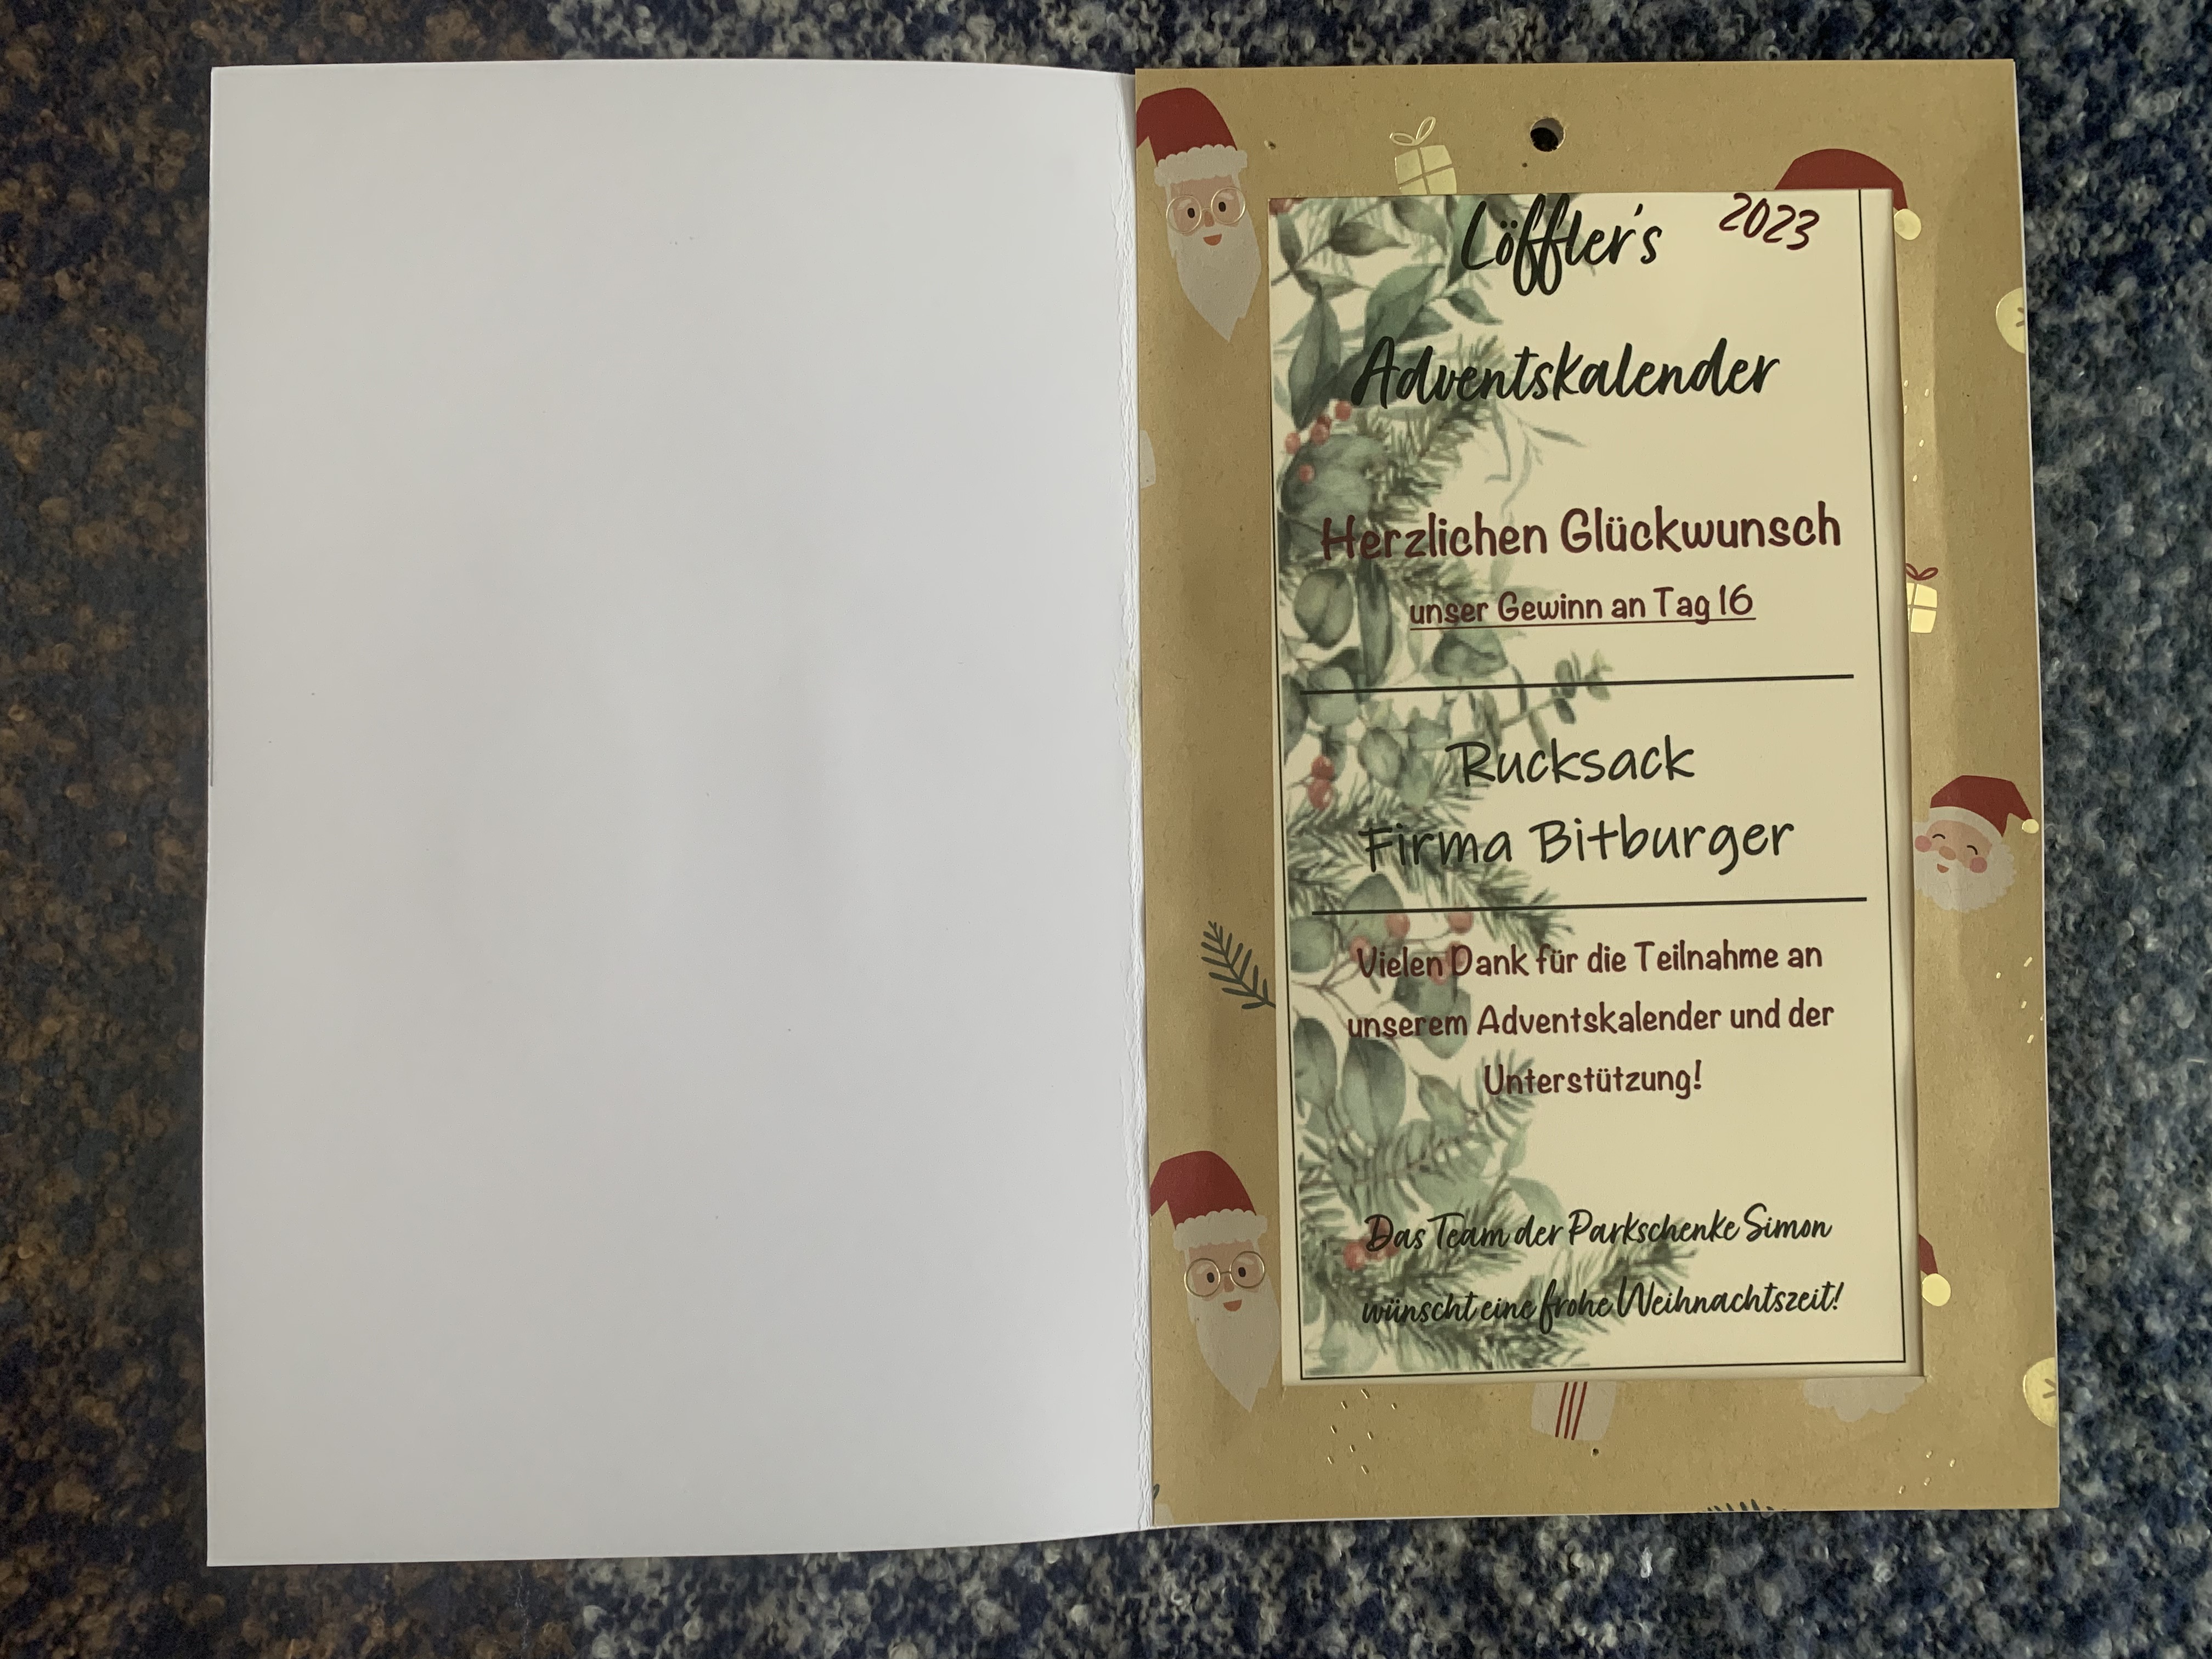 Löffler's 2023
Adventskalender
Herzlichen Glückwunsch
unser Gewinn an Tag 16
Rucksack
Firma Bitburger
Vielen Dank für die Teilnahme an
unserem Adventskalender und der
Unterstützung!
Das Team der Parkschenke Simon
wünscht eine frohe Weihnachtszeit!